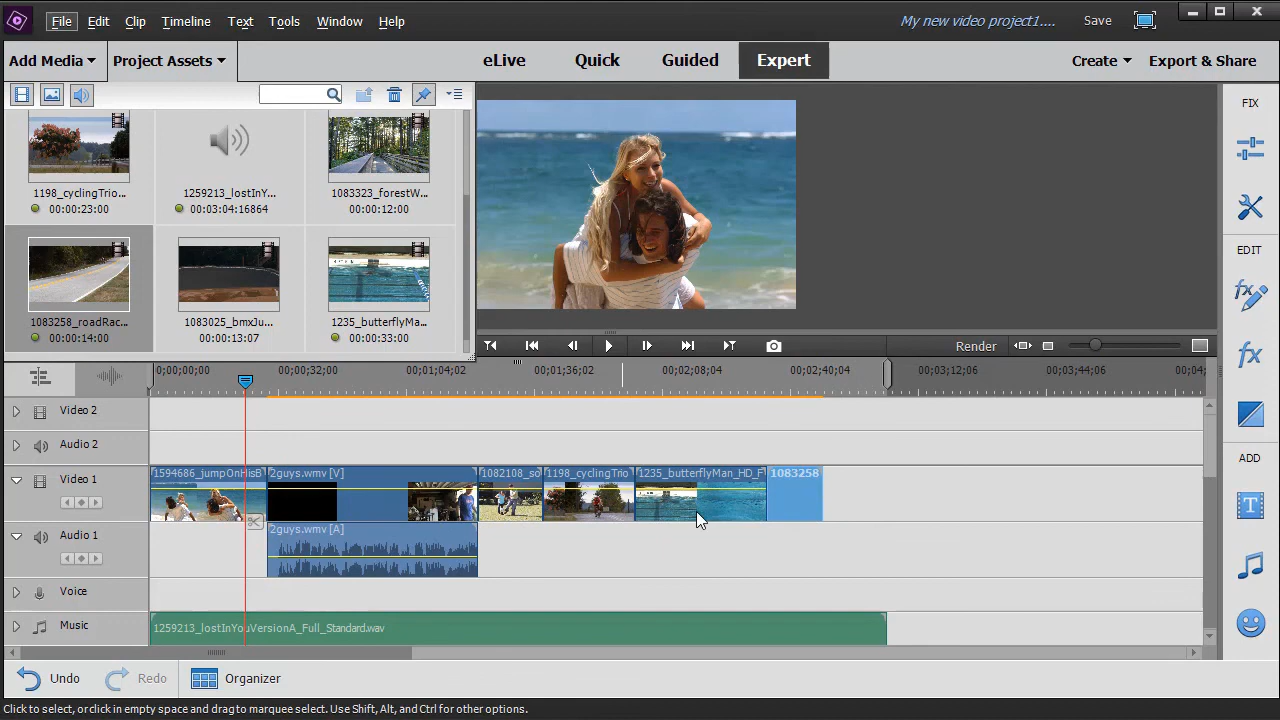 File Edit Clip Timeline Text Tools Window Help
My new video project1.... Save
Add Media Project Assets
eLive Quick Guided Expert
Create Export & Share
1198_cyclingTrio... 1259213_lostInY... 1083323_forestW...
00:00:23:00 00:03:04:16864 00:00:12:00
1083258_roadRac... 1083025_bmxJu... 1235_butterflyMa...
00:00:14:00 00:00:13:07 00:00:33:00
FIX
EDIT
ADD
Render
00;00;00;00 00;00;32;00 00;01;04;02 00;01;36;02 00;02;08;04 00;02;40;04 00;03;12;06 00;03;44;06 00;04;
Video 2
Audio 2
Video 1
1594686_jumpOnHisB 2guys.wmv [V] 1082108_so 1198_cyclingTrio 1235_butterflyMan_HD_F 1083258
Audio 1
2guys.wmv [A]
Voice
Music
1259213_lostInYouVersionA_Full_Standard.wav
Undo Redo Organizer
Click to select, or click in empty space and drag to marquee select. Use Shift, Alt, and Ctrl for other options.